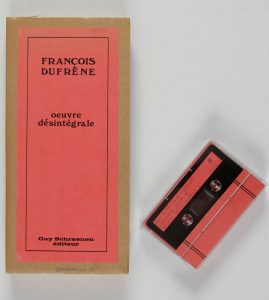 FRANÇOIS
DUFRÊNE
oeuvre
désintégrale
Guy Schraenen
éditeur